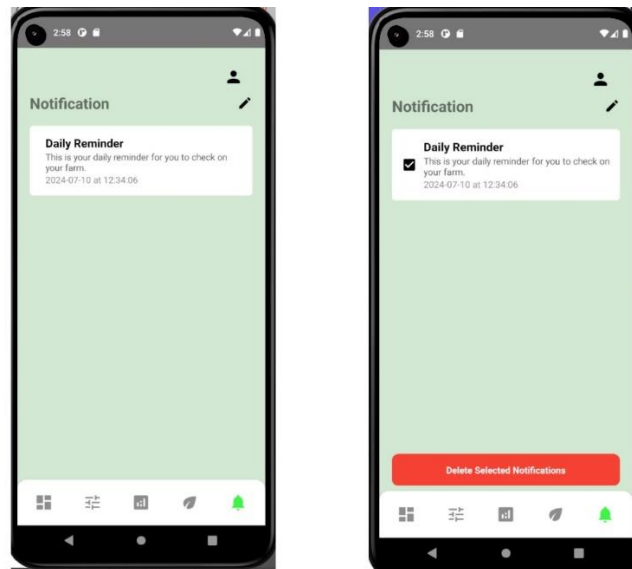 2:58
Notification
Daily Reminder
This is your daily reminder for you to check on
your farm.
2024-07-10 at 12:34:06
2:58
Notification
Daily Reminder
This is your daily reminder for you to check on
your farm.
2024-07-10 at 12:34:06
Delete Selected Notifications